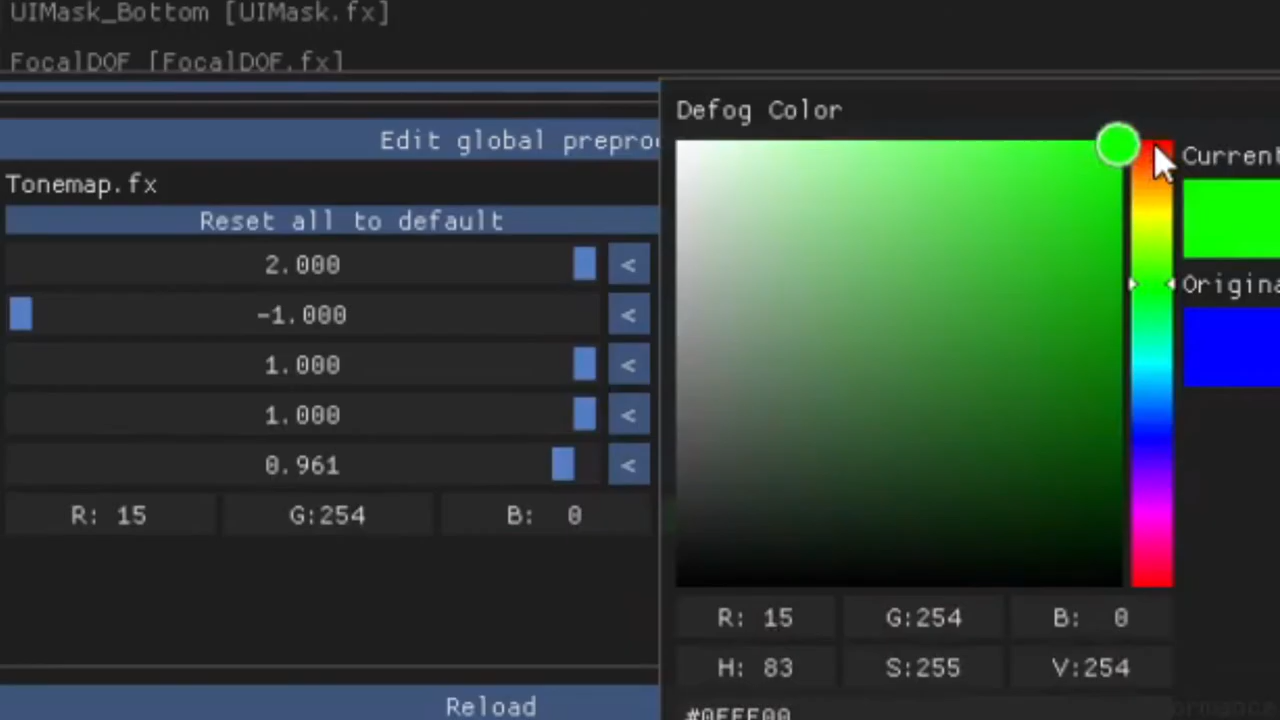 UIMask_Bottom [UIMask.fx]
FocalDOF [FocalDOF.fx]
Edit global preproc
Tonemap.fx
Reset all to default
2.000 <
-1.000 <
1.000 <
1.000 <
0.961 <
R: 15 G:254 B: 0
Reload
Defog Color
Current
Origina
R: 15 G:254 B: 0
H: 83 S:255 V:254